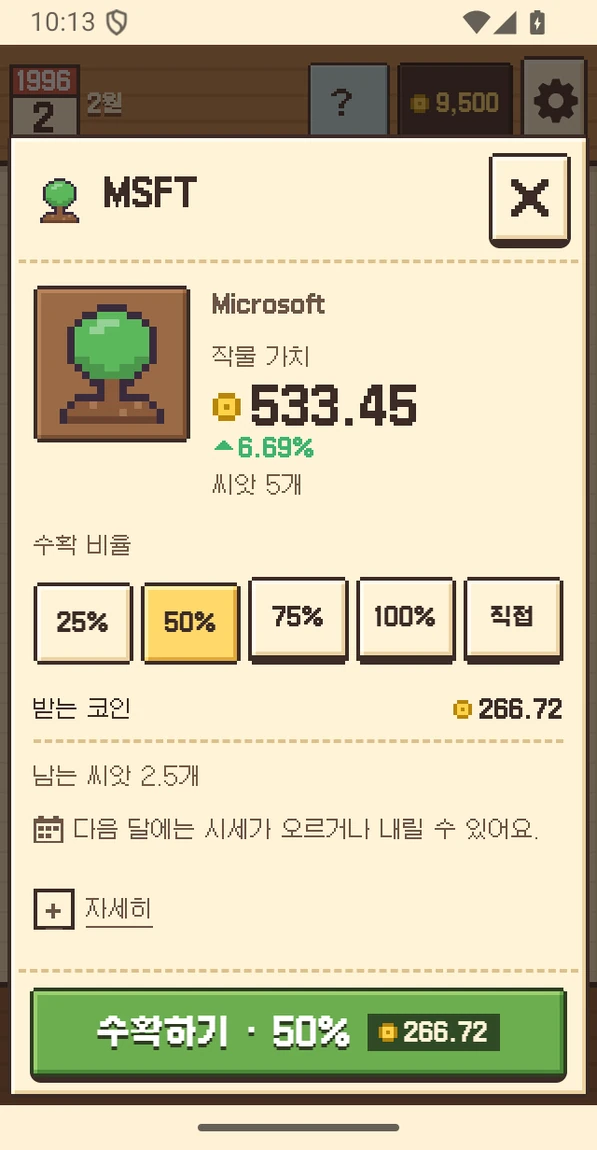 10:13
1996
2
2월
?
9,500
MSFT
Microsoft
작물 가치
533.45
6.69%
씨앗 5개
수확 비율
25%
50%
75%
100%
직접
받는 코인
266.72
남는 씨앗 2.5개
다음 달에는 시세가 오르거나 내릴 수 있어요.
+ 자세히
수확하기 · 50% 266.72